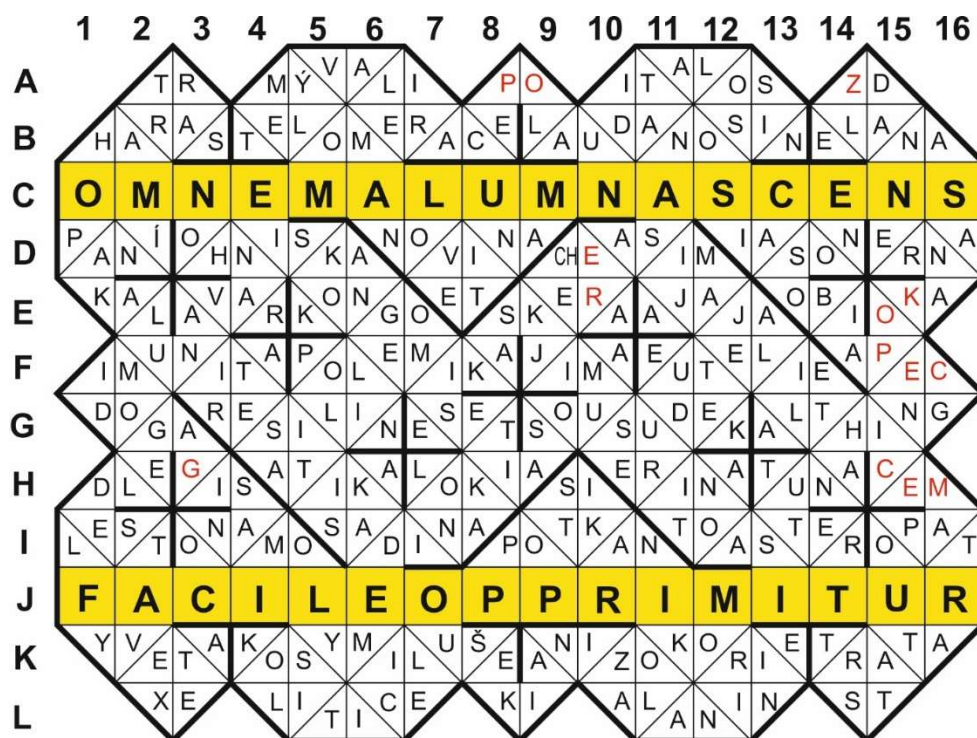 1 2 3 4 5 6 7 8 9 10 11 12 13 14 15 16
A T R M Ý V A L I P O I T A L O S Z D
B H A R A S T E L O M E R A C E L A U D A N O S I N E L A N A
C O M N E M A L U M N A S C E N S
D P A N Í O H N I S K A N O V I N A CH E A S I M I A S O N E R N A
E K A L A V A R K O N G O E T S K E R A A J A J A O B I O K A
F I M U N I T A P O L E M I K A J I M A E U T E L I E A P E C
G D O G A R E S I L I N E S E T S O U S U D E K A L T H I N G
H D L E G I S A T I K A L O K I A S I E R I N A T U N A C E M
I L E S T O N A M O S A D I N A P O T K A N T O A S T E R O P A T
J F A C I L E O P P R I M I T U R
K Y V E T A K O S Y M I L U Š E A N I Z O K O R I E T R A T A
L X E L I T I C E K I A L A N I N S T